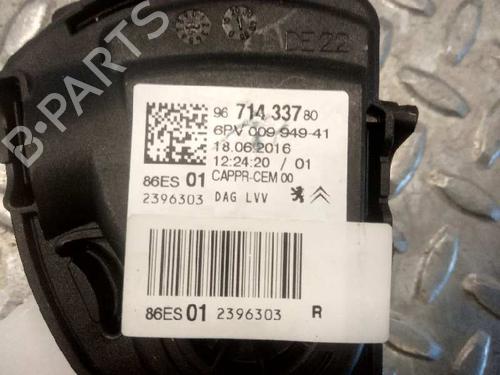 DE22
96 714 337 80
6PV 009 949-41
18.06.2016
12:24:20 / 01
86ES 01 CAPPR-CEM 00
2396303 DAG LVV
86ES 01 2396303 R